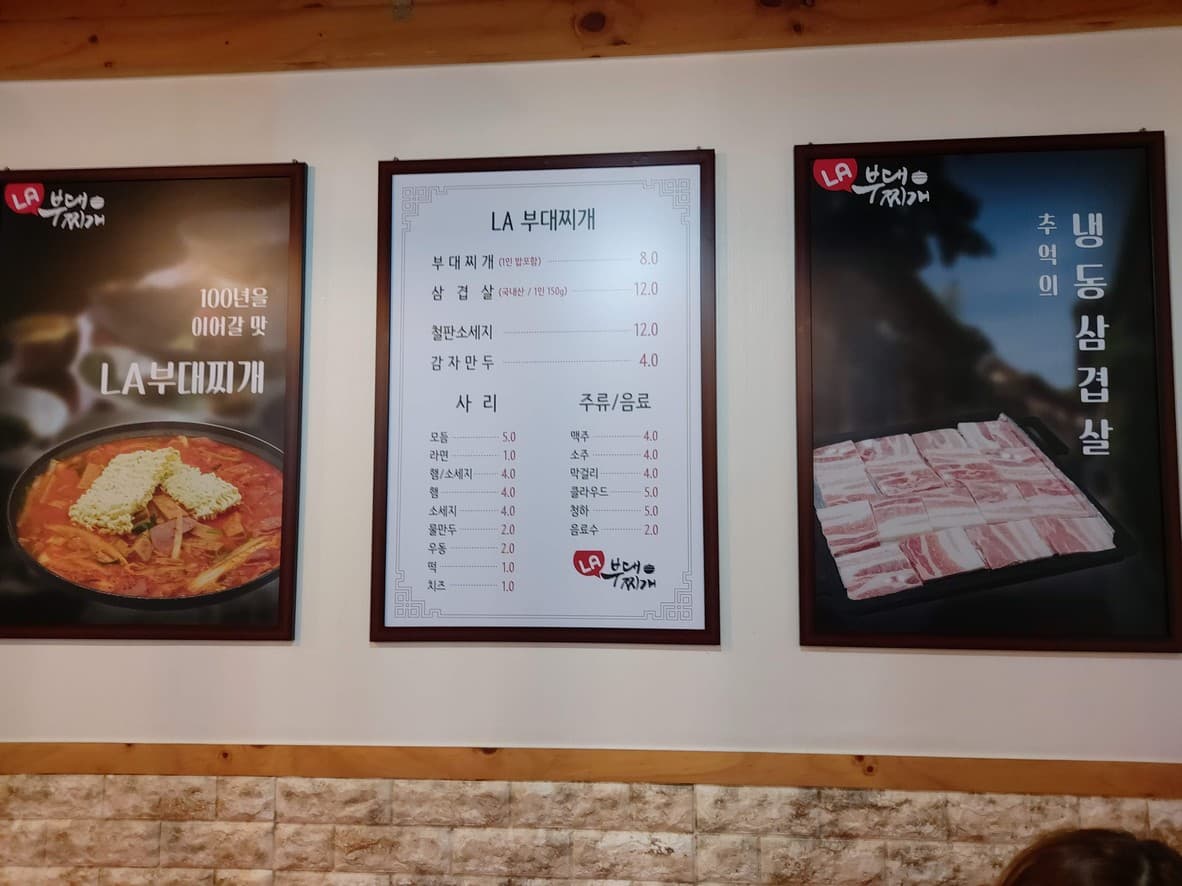 LA 부대찌개
100년을
이어갈 맛
LA부대찌개
LA 부대찌개
부대찌개 (1인 밥포함) 8.0
삼겹살 (국내산 / 1인 150g) 12.0
철판소세지 12.0
감자만두 4.0
사리
모듬 5.0
라면 1.0
햄/소세지 4.0
햄 4.0
소세지 4.0
물만두 2.0
우동 2.0
떡 1.0
치즈 1.0
주류/음료
맥주 4.0
소주 4.0
막걸리 4.0
클라우드 5.0
청하 5.0
음료수 2.0
LA 부대찌개
LA 부대찌개
추억의
냉동삼겹살